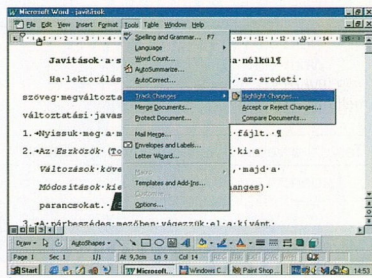 Microsoft Word - javítások
File Edit View Insert Format Tools Table Window Help
Spelling and Grammar... F7
Language
Word Count...
AutoSummarize...
AutoCorrect...
Track Changes
Highlight Changes...
Merge Documents...
Accept or Reject Changes...
Protect Document...
Compare Documents...
Mail Merge...
Envelopes and Labels...
Letter Wizard...
Macro
Templates and Add-Ins...
Options...
Javítások·a·s a·nélkül¶
Ha·lektorálás ,·az·eredeti·
szöveg·megváltozta
változtatási·javas
1.→Nyissuk·meg·a·m fájlt.¶
2.→Az·Eszközök·(To ki·a·
Változások·köve ,·majd·a·
Módosítások·kie anges)·
parancsokat.
3.→A·párbeszédes·mezőben·végezzük·el·a·kívánt·
Draw AutoShapes
Page 1 Sec 1 1/1 At 9,3cm Ln 9 Col 14
Start Microsoft... Windows C... Paint Shop... 14:53